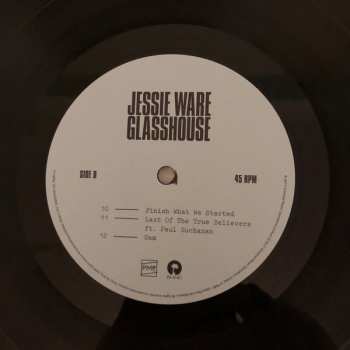 JESSIE WARE
GLASSHOUSE
SIDE D
45 RPM
10 Finish What We Started
11 Last Of The True Believers
ft. Paul Buchanan
12 Sam
PMR